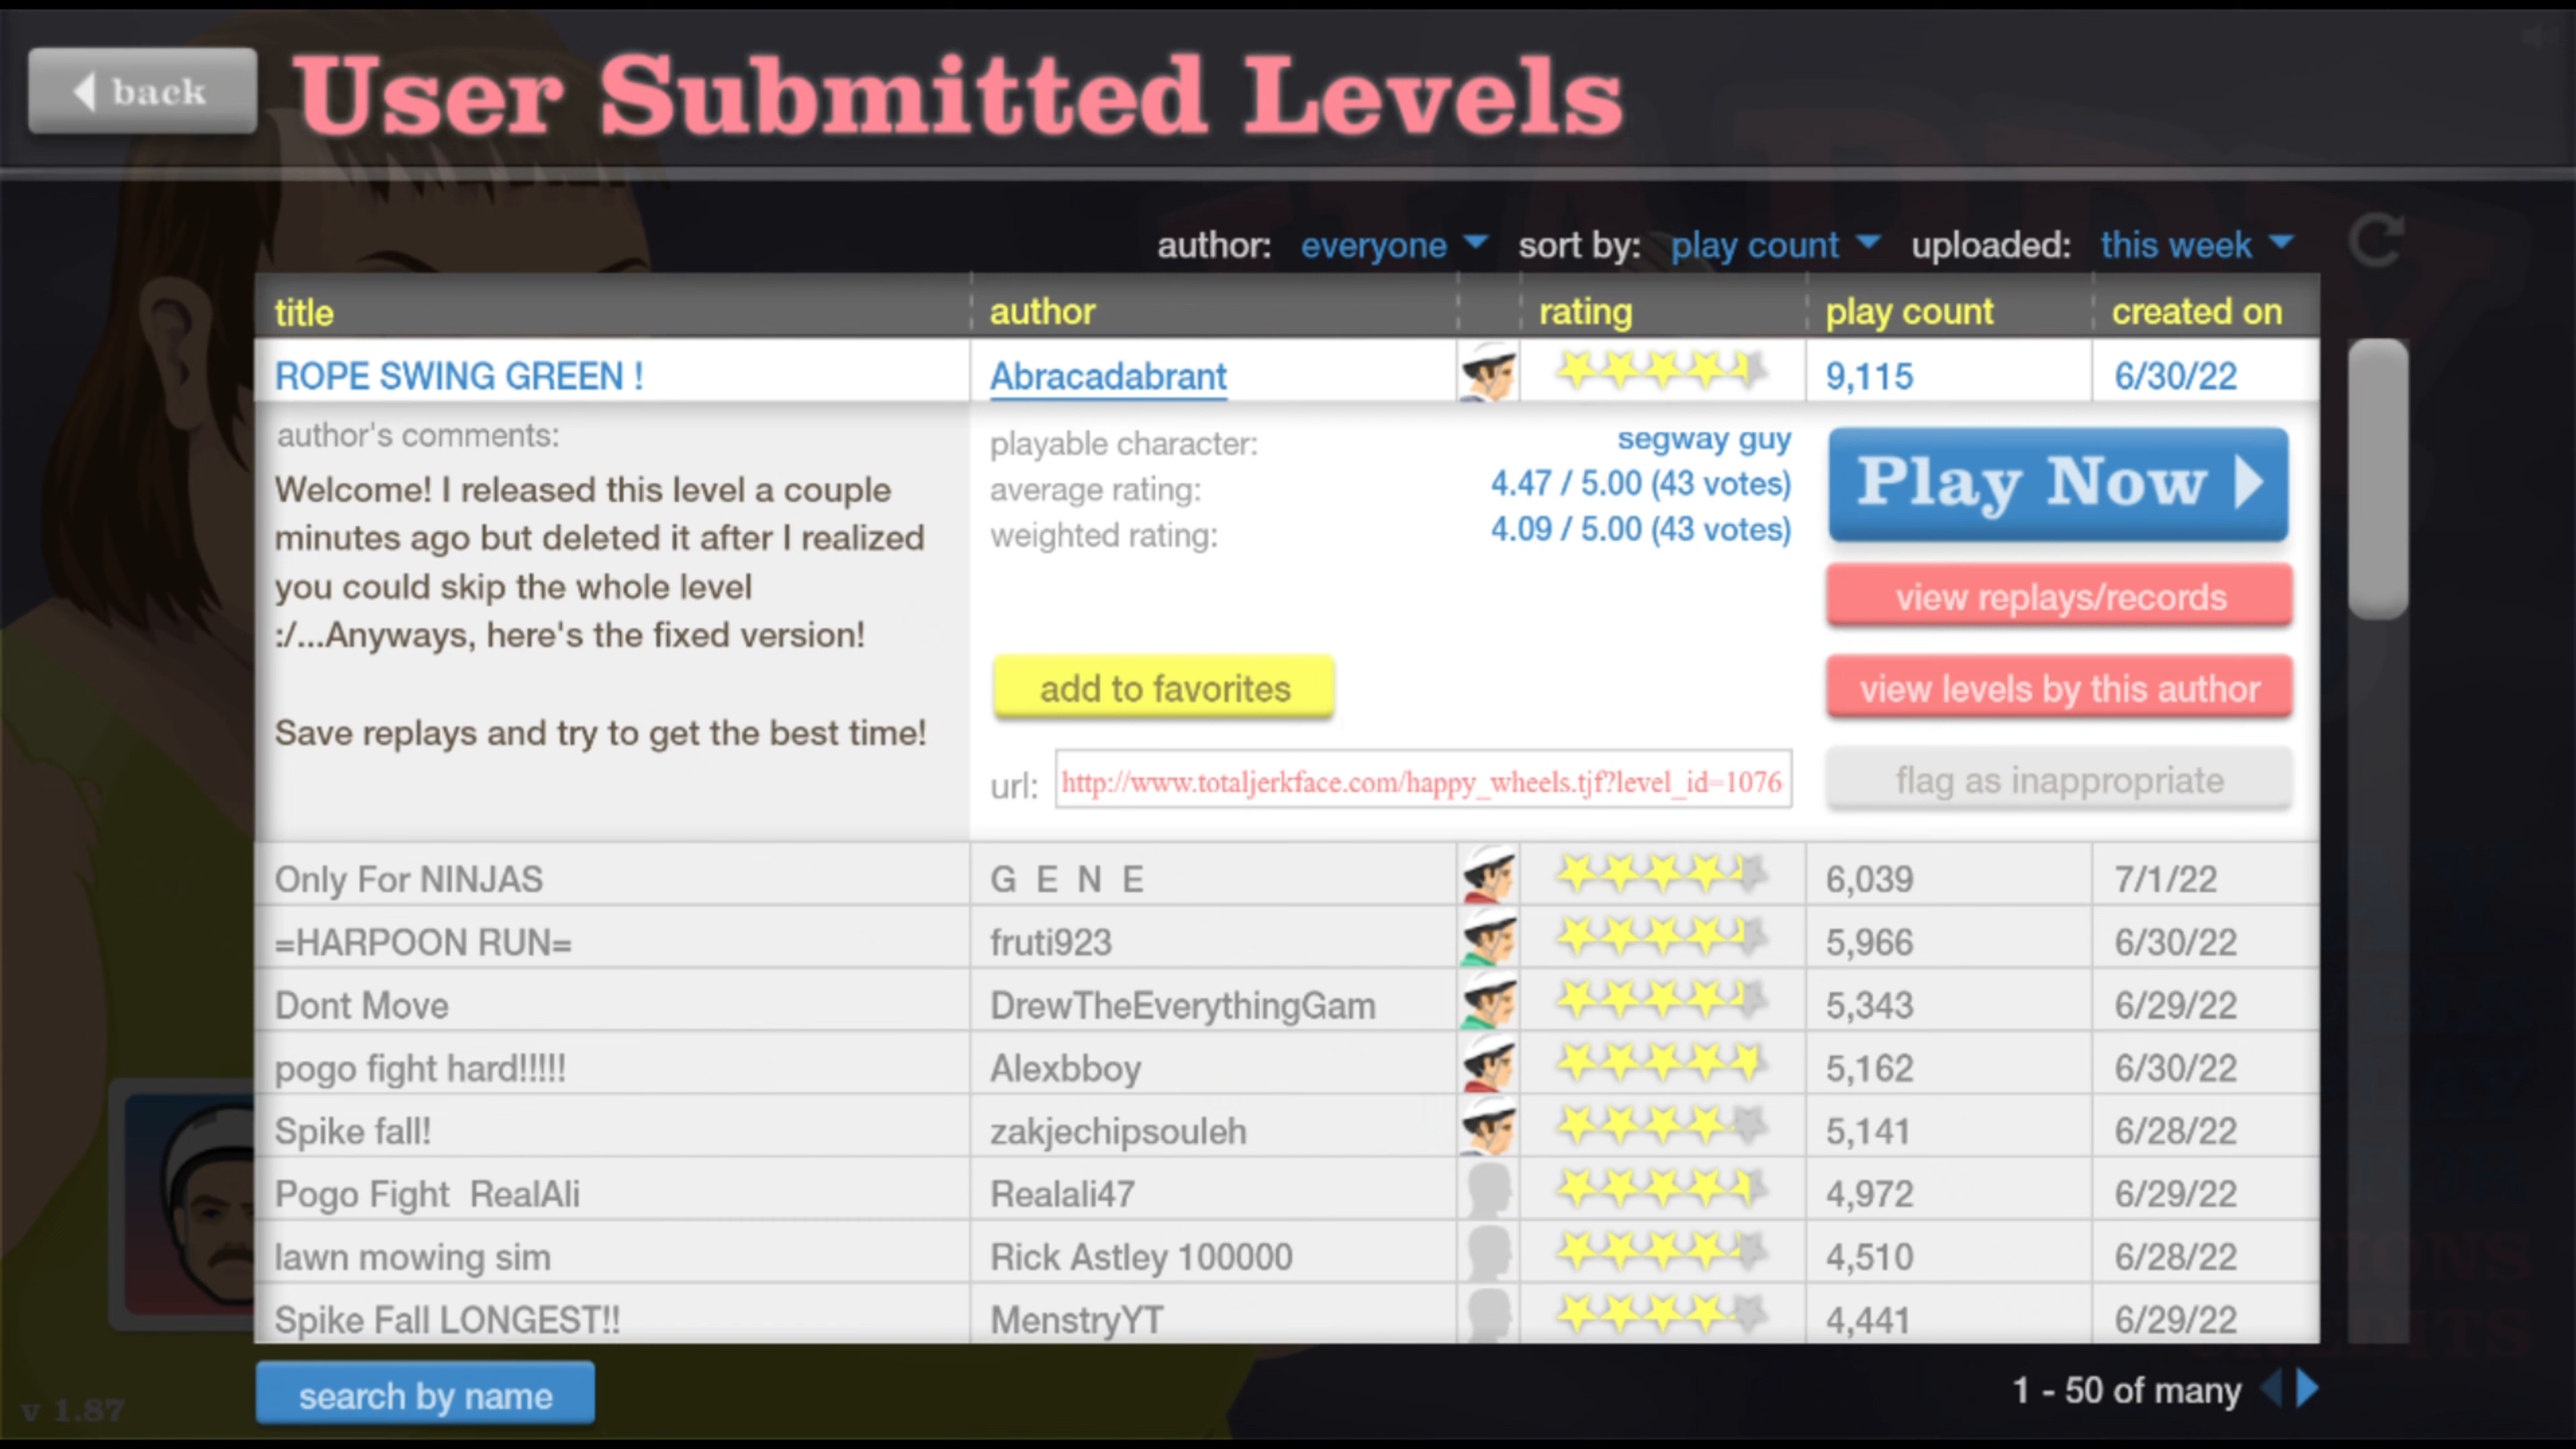 back
User Submitted Levels
author: everyone sort by: play count uploaded: this week
title author rating play count created on
ROPE SWING GREEN ! Abracadabrant 9,115 6/30/22
author's comments:
Welcome! I released this level a couple
minutes ago but deleted it after I realized
you could skip the whole level
:/...Anyways, here's the fixed version!
Save replays and try to get the best time!
playable character: segway guy
average rating: 4.47 / 5.00 (43 votes)
weighted rating: 4.09 / 5.00 (43 votes)
add to favorites
url: http://www.totaljerkface.com/happy_wheels.tjf?level_id=1076
Play Now
view replays/records
view levels by this author
flag as inappropriate
Only For NINJAS G E N E 6,039 7/1/22
=HARPOON RUN= fruti923 5,966 6/30/22
Dont Move DrewTheEverythingGam 5,343 6/29/22
pogo fight hard!!!!! Alexbboy 5,162 6/30/22
Spike fall! zakjechipsouleh 5,141 6/28/22
Pogo Fight  RealAli Realali47 4,972 6/29/22
lawn mowing sim Rick Astley 100000 4,510 6/28/22
Spike Fall LONGEST!! MenstryYT 4,441 6/29/22
search by name
1 - 50 of many
v 1.87